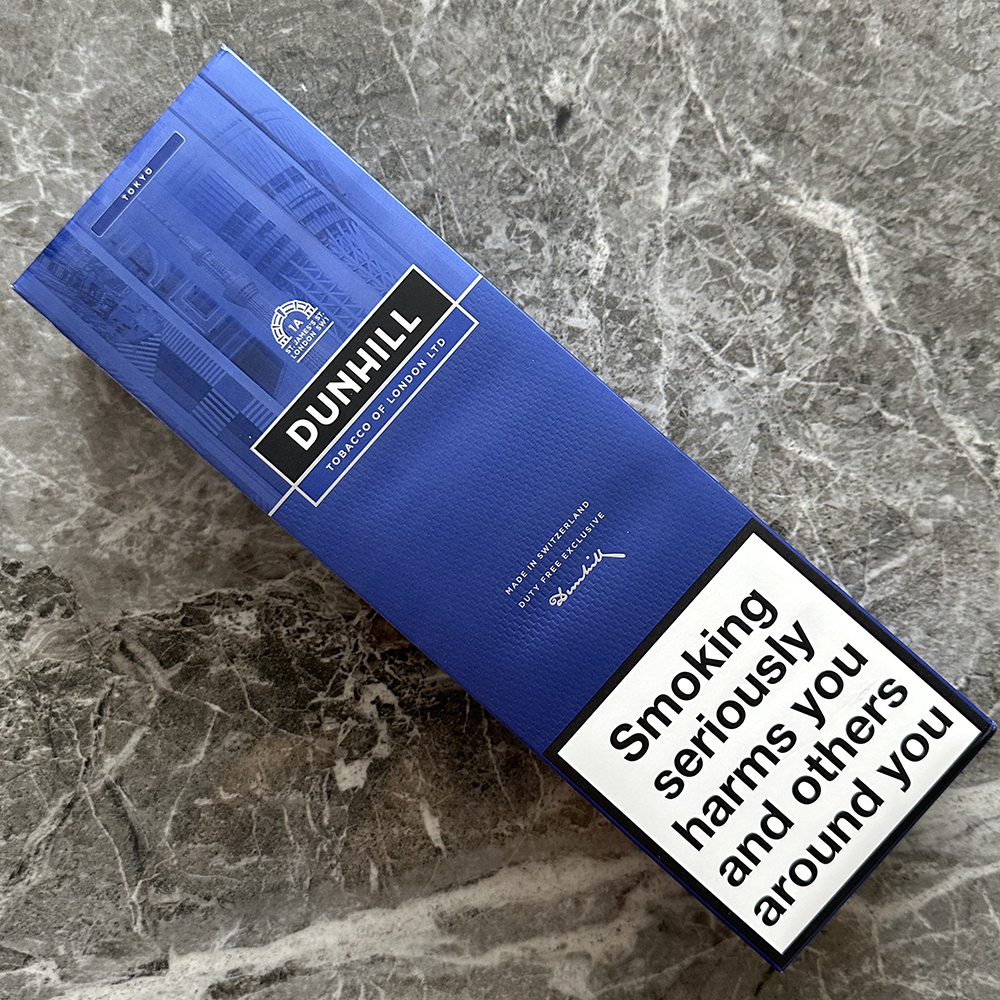 TOKYO
1A
ST. JAMES'S ST.
LONDON SW1
DUNHILL
TOBACCO OF LONDON LTD
MADE IN SWITZERLAND
DUTY FREE EXCLUSIVE
Dunhill
Smoking
seriously
harms you
and others
around you